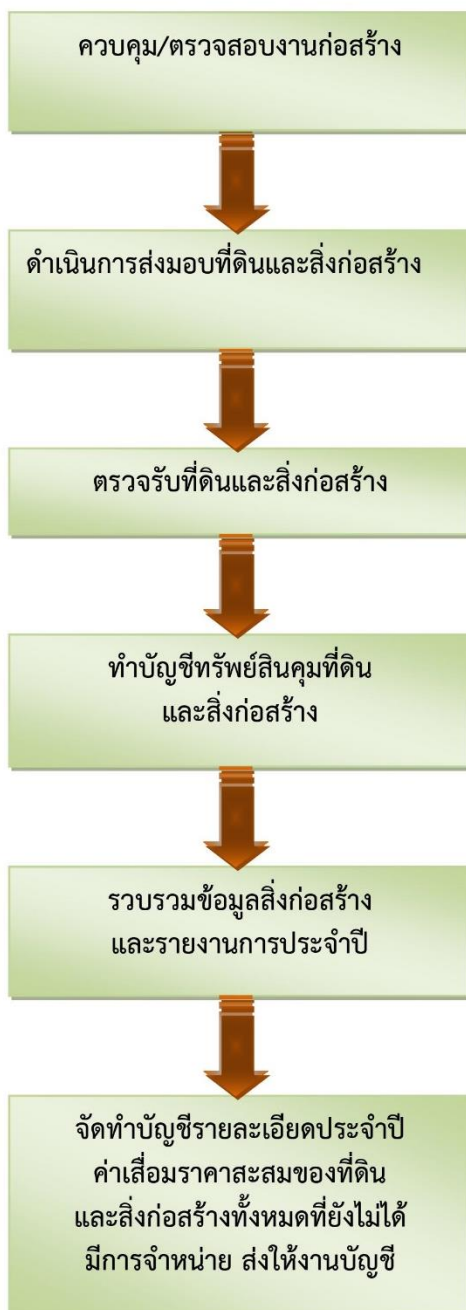 ควบคุม/ตรวจสอบงานก่อสร้าง
ดำเนินการส่งมอบที่ดินและสิ่งก่อสร้าง
ตรวจรับที่ดินและสิ่งก่อสร้าง
ทำบัญชีทรัพย์สินคุมที่ดิน
และสิ่งก่อสร้าง
รวบรวมข้อมูลสิ่งก่อสร้าง
และรายงานการประจำปี
จัดทำบัญชีรายละเอียดประจำปี
ค่าเสื่อมราคาสะสมของที่ดิน
และสิ่งก่อสร้างทั้งหมดที่ยังไม่ได้
มีการจำหน่าย ส่งให้งานบัญชี